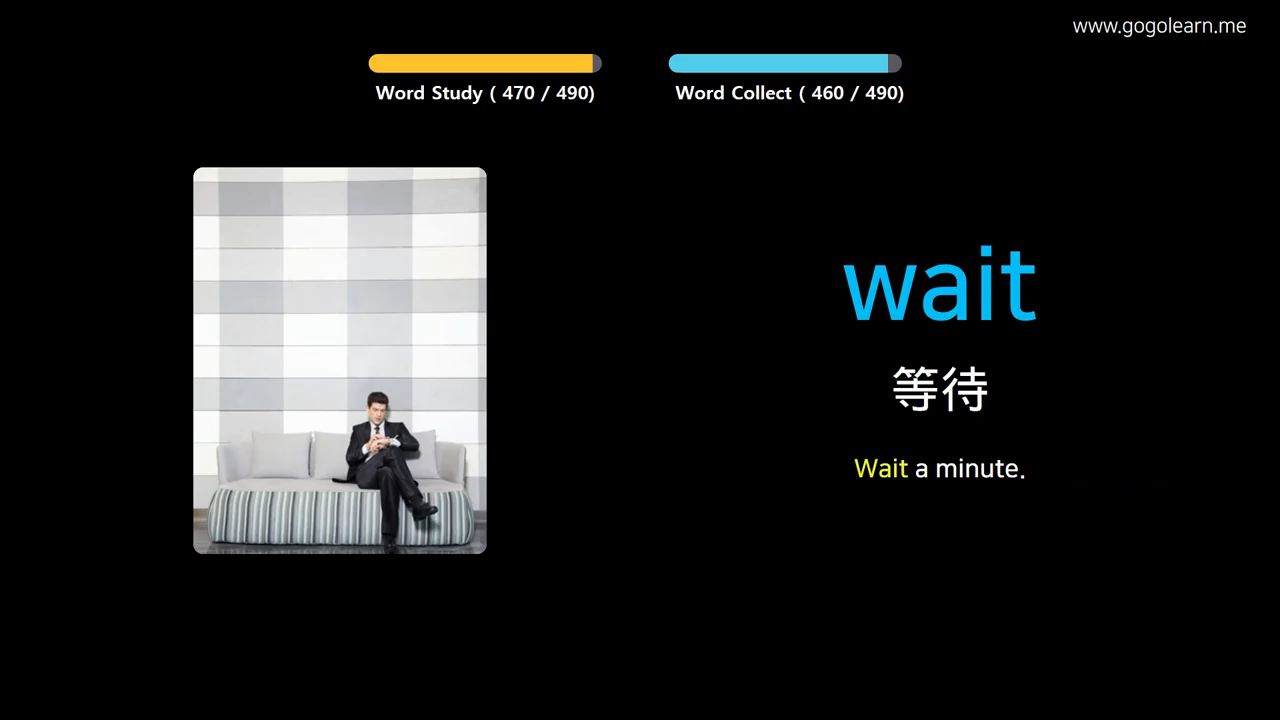 www.gogolearn.me
Word Study ( 470 / 490)
Word Collect ( 460 / 490)
wait
等待
Wait a minute.